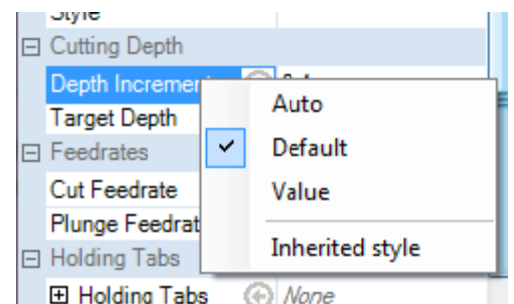 Style
Cutting Depth
Depth Increment
Auto
Target Depth
Default
Feedrates
Value
Cut Feedrate
Plunge Feedrat
Inherited style
Holding Tabs
Holding Tabs None